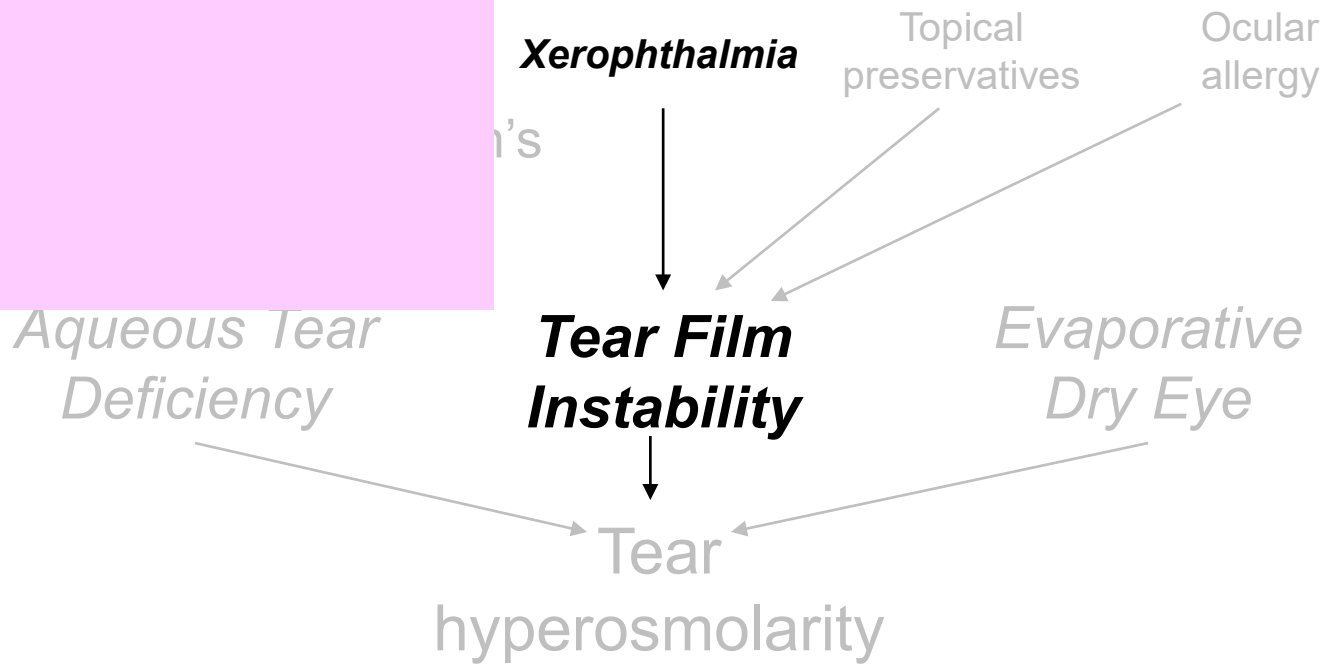 Xerophthalmia
Topical
preservatives
Ocular
allergy
's
Aqueous Tear
Deficiency
Tear Film
Instability
Evaporative
Dry Eye
Tear
hyperosmolarity